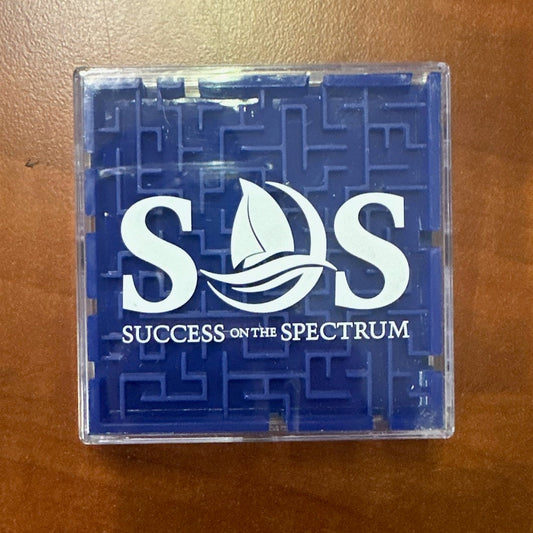 SOS
SUCCESS ON THE SPECTRUM